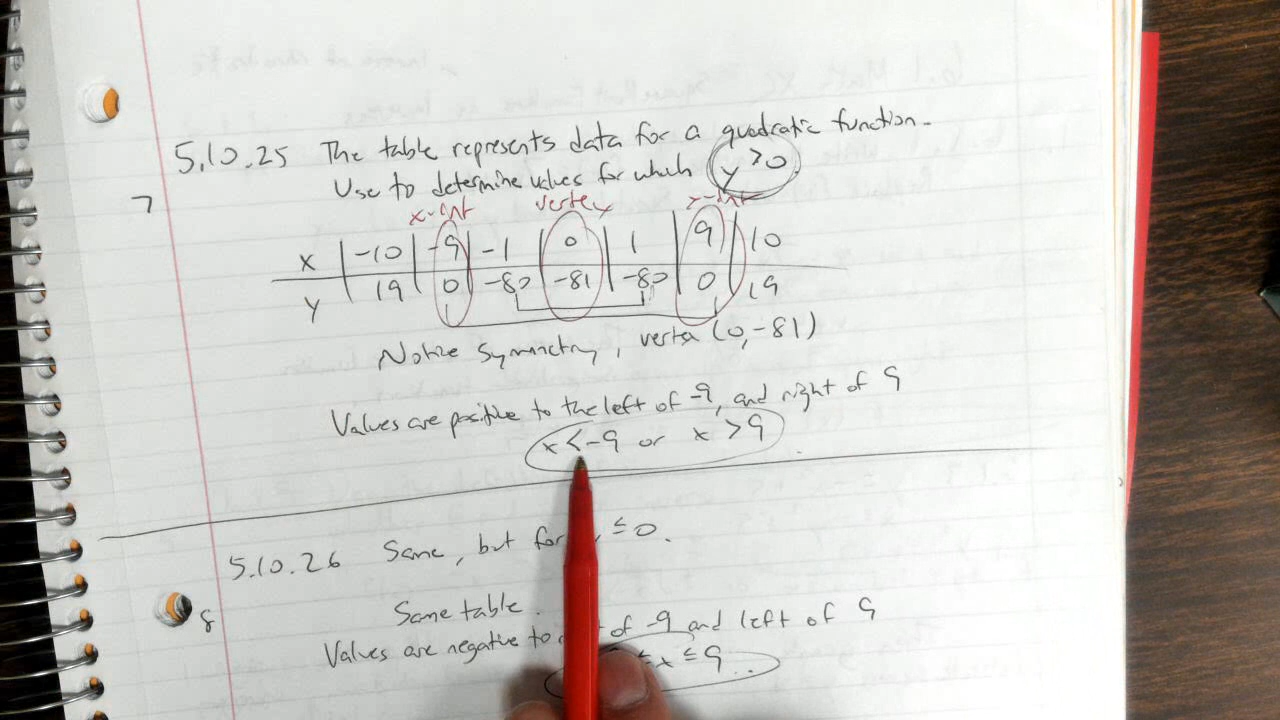 5.10.25 The table represents data for a quadratic function.
7 Use to determine values for which y > 0
x-int vertex x-int
x | -10 | -9 | -1 | 0 | 1 | 9 | 10
y | 19 | 0 | -80 | -81 | -80 | 0 | 19
Notice symmetry, vertex (0, -81)
Values are positive to the left of -9, and right of 9
x < -9 or x > 9
5.10.26 Same, but for ≤ 0.
8 Same table.
Values are negative to of -9 and left of 9
≤ x ≤ 9